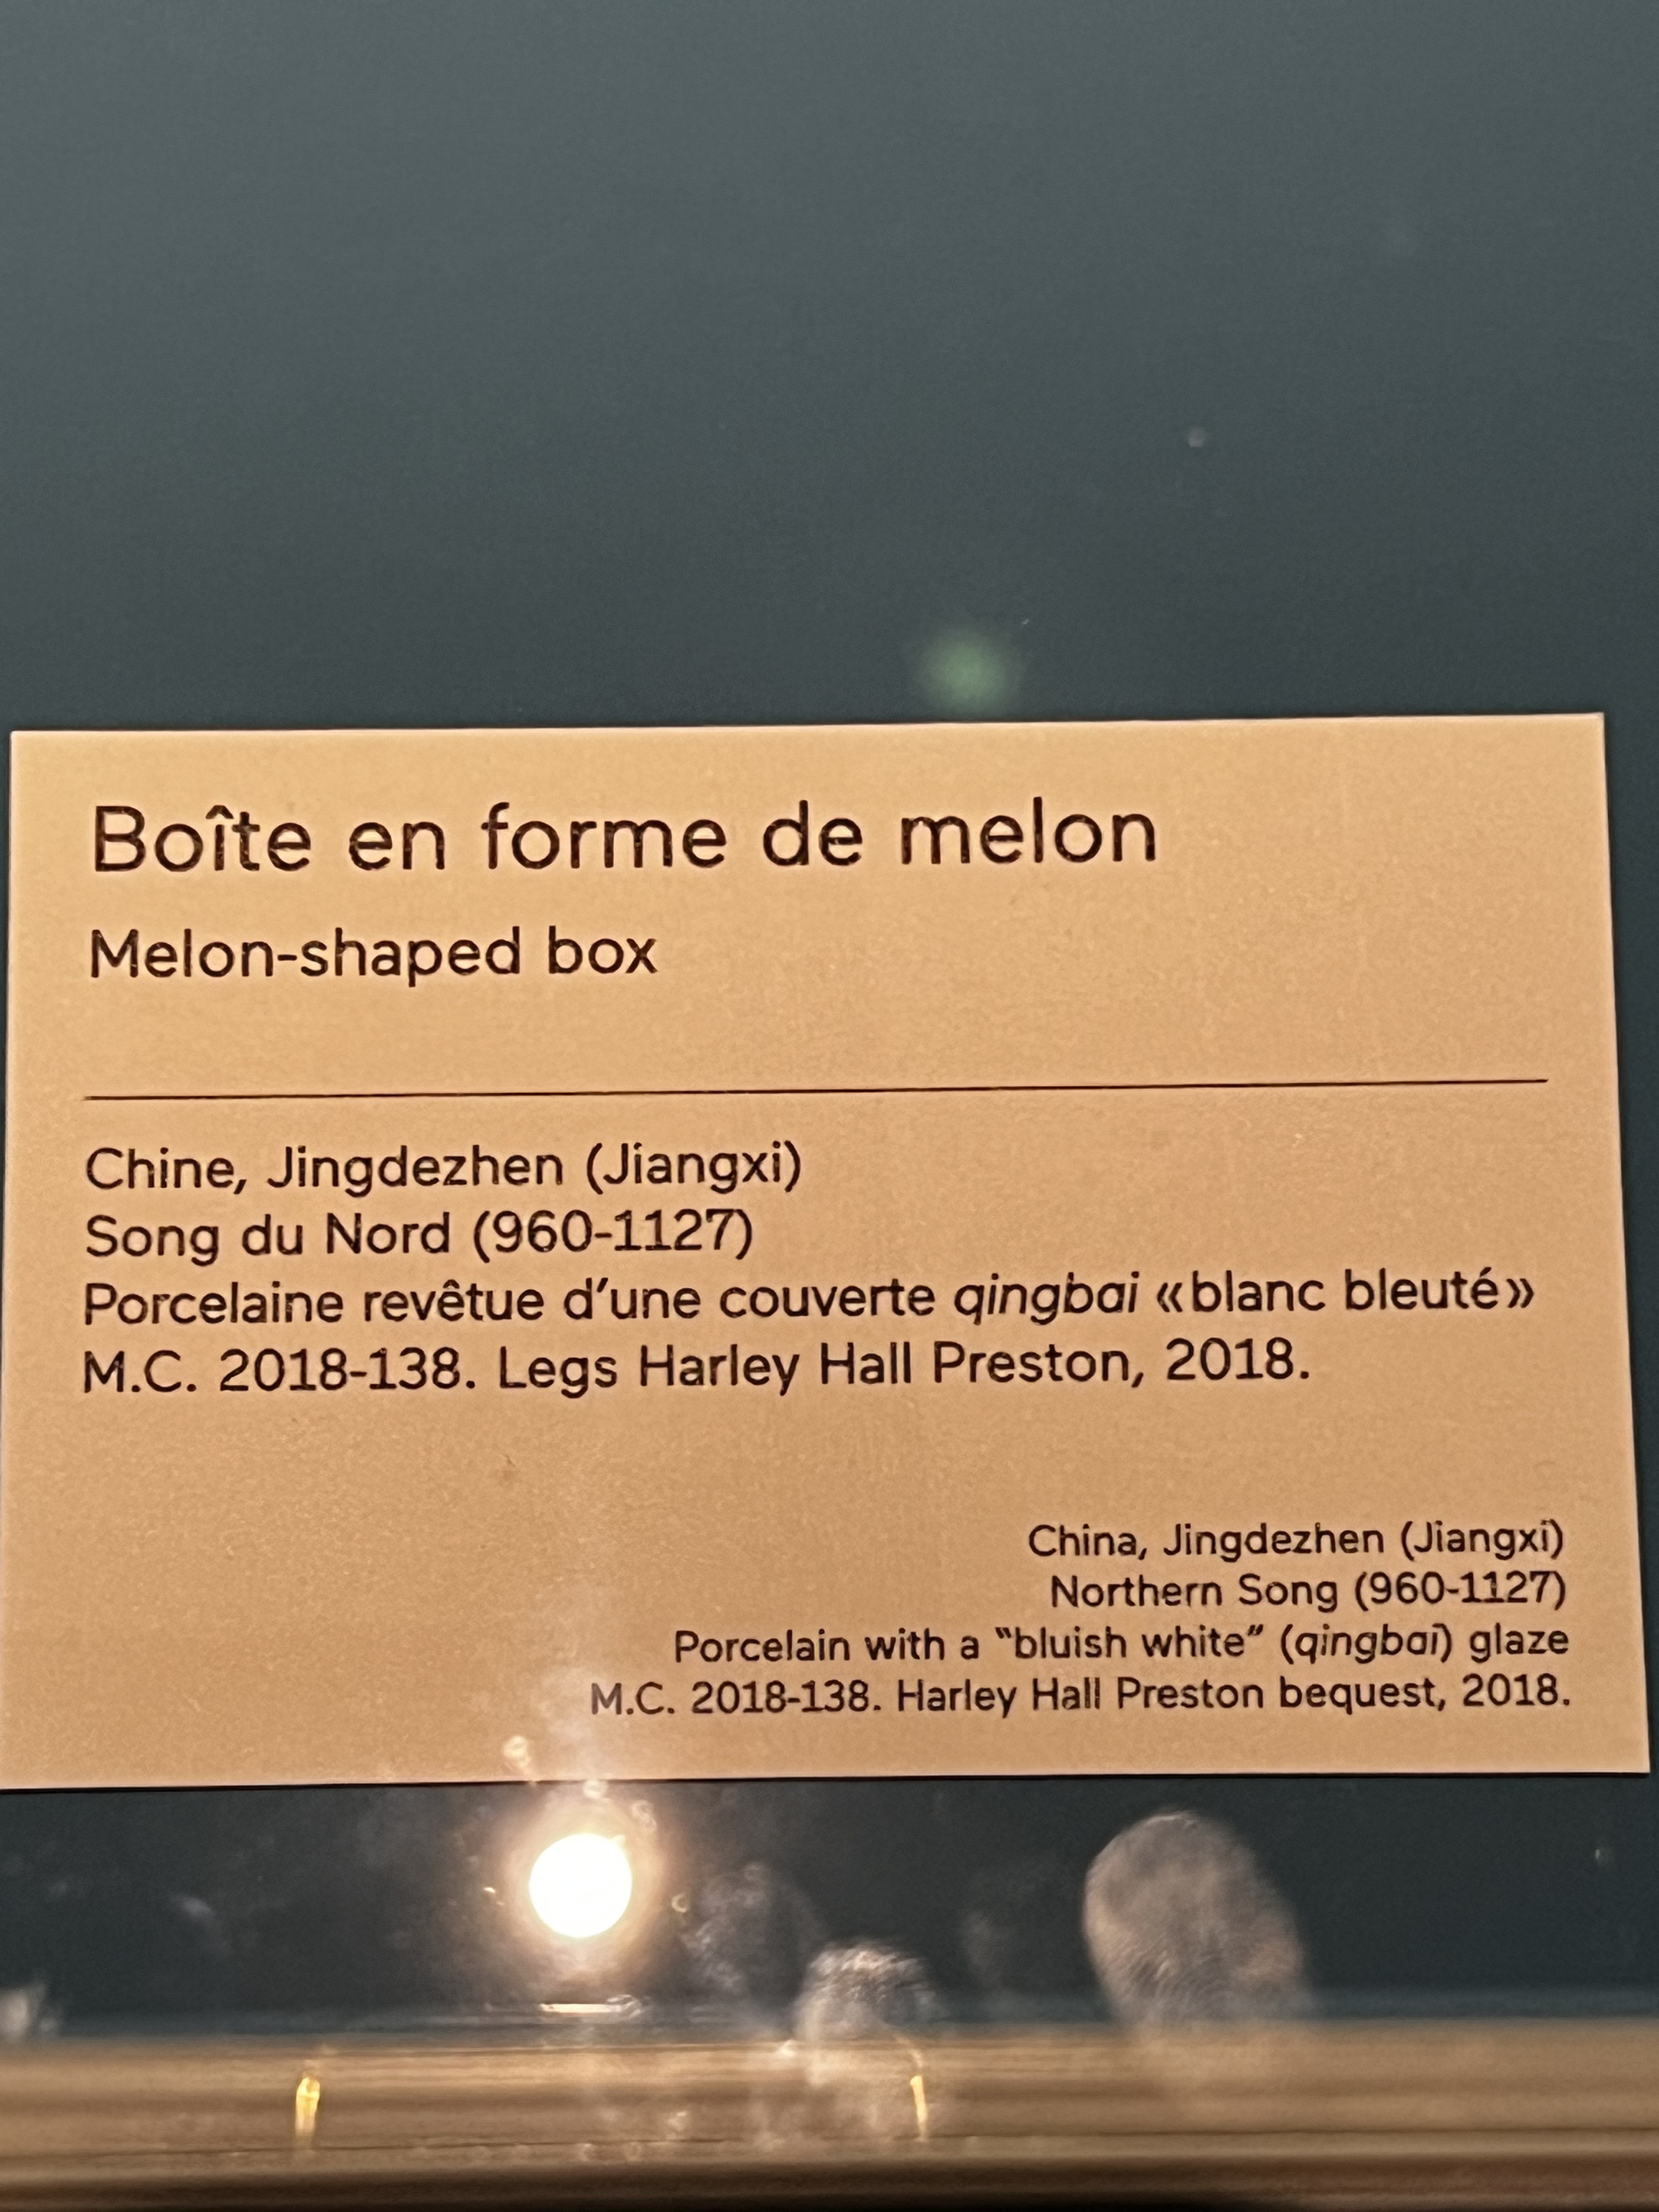 Boîte en forme de melon
Melon-shaped box
Chine, Jingdezhen (Jiangxi)
Song du Nord (960-1127)
Porcelaine revêtue d’une couverte qingbai «blanc bleuté»
M.C. 2018-138. Legs Harley Hall Preston, 2018.
China, Jingdezhen (Jiangxi)
Northern Song (960-1127)
Porcelain with a “bluish white” (qingbai) glaze
M.C. 2018-138. Harley Hall Preston bequest, 2018.